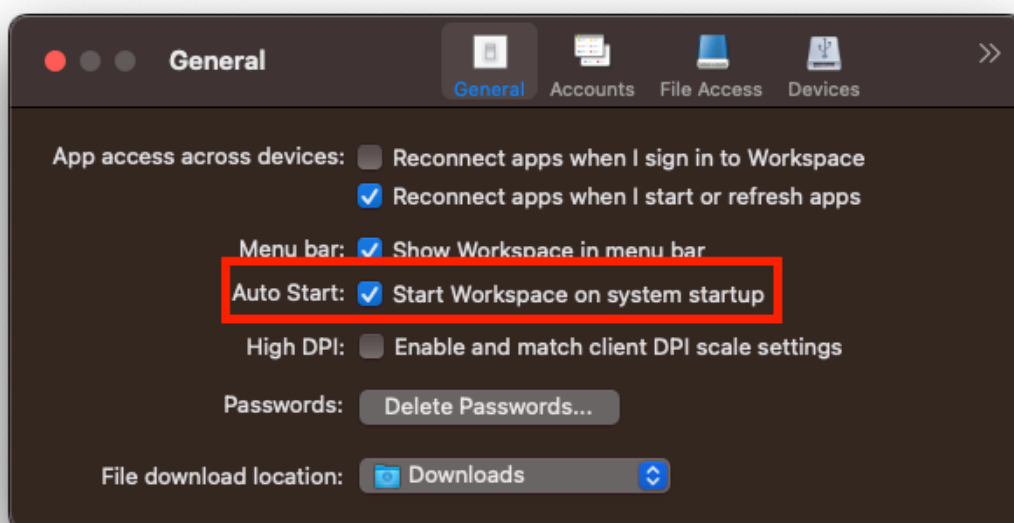 General
General Accounts File Access Devices
App access across devices: Reconnect apps when I sign in to Workspace
Reconnect apps when I start or refresh apps
Menu bar: Show Workspace in menu bar
Auto Start: Start Workspace on system startup
High DPI: Enable and match client DPI scale settings
Passwords: Delete Passwords...
File download location: Downloads